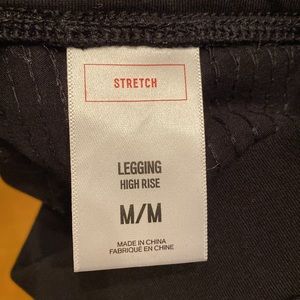 STRETCH
LEGGING
HIGH RISE
M/M
MADE IN CHINA
FABRIQUÉ EN CHINE